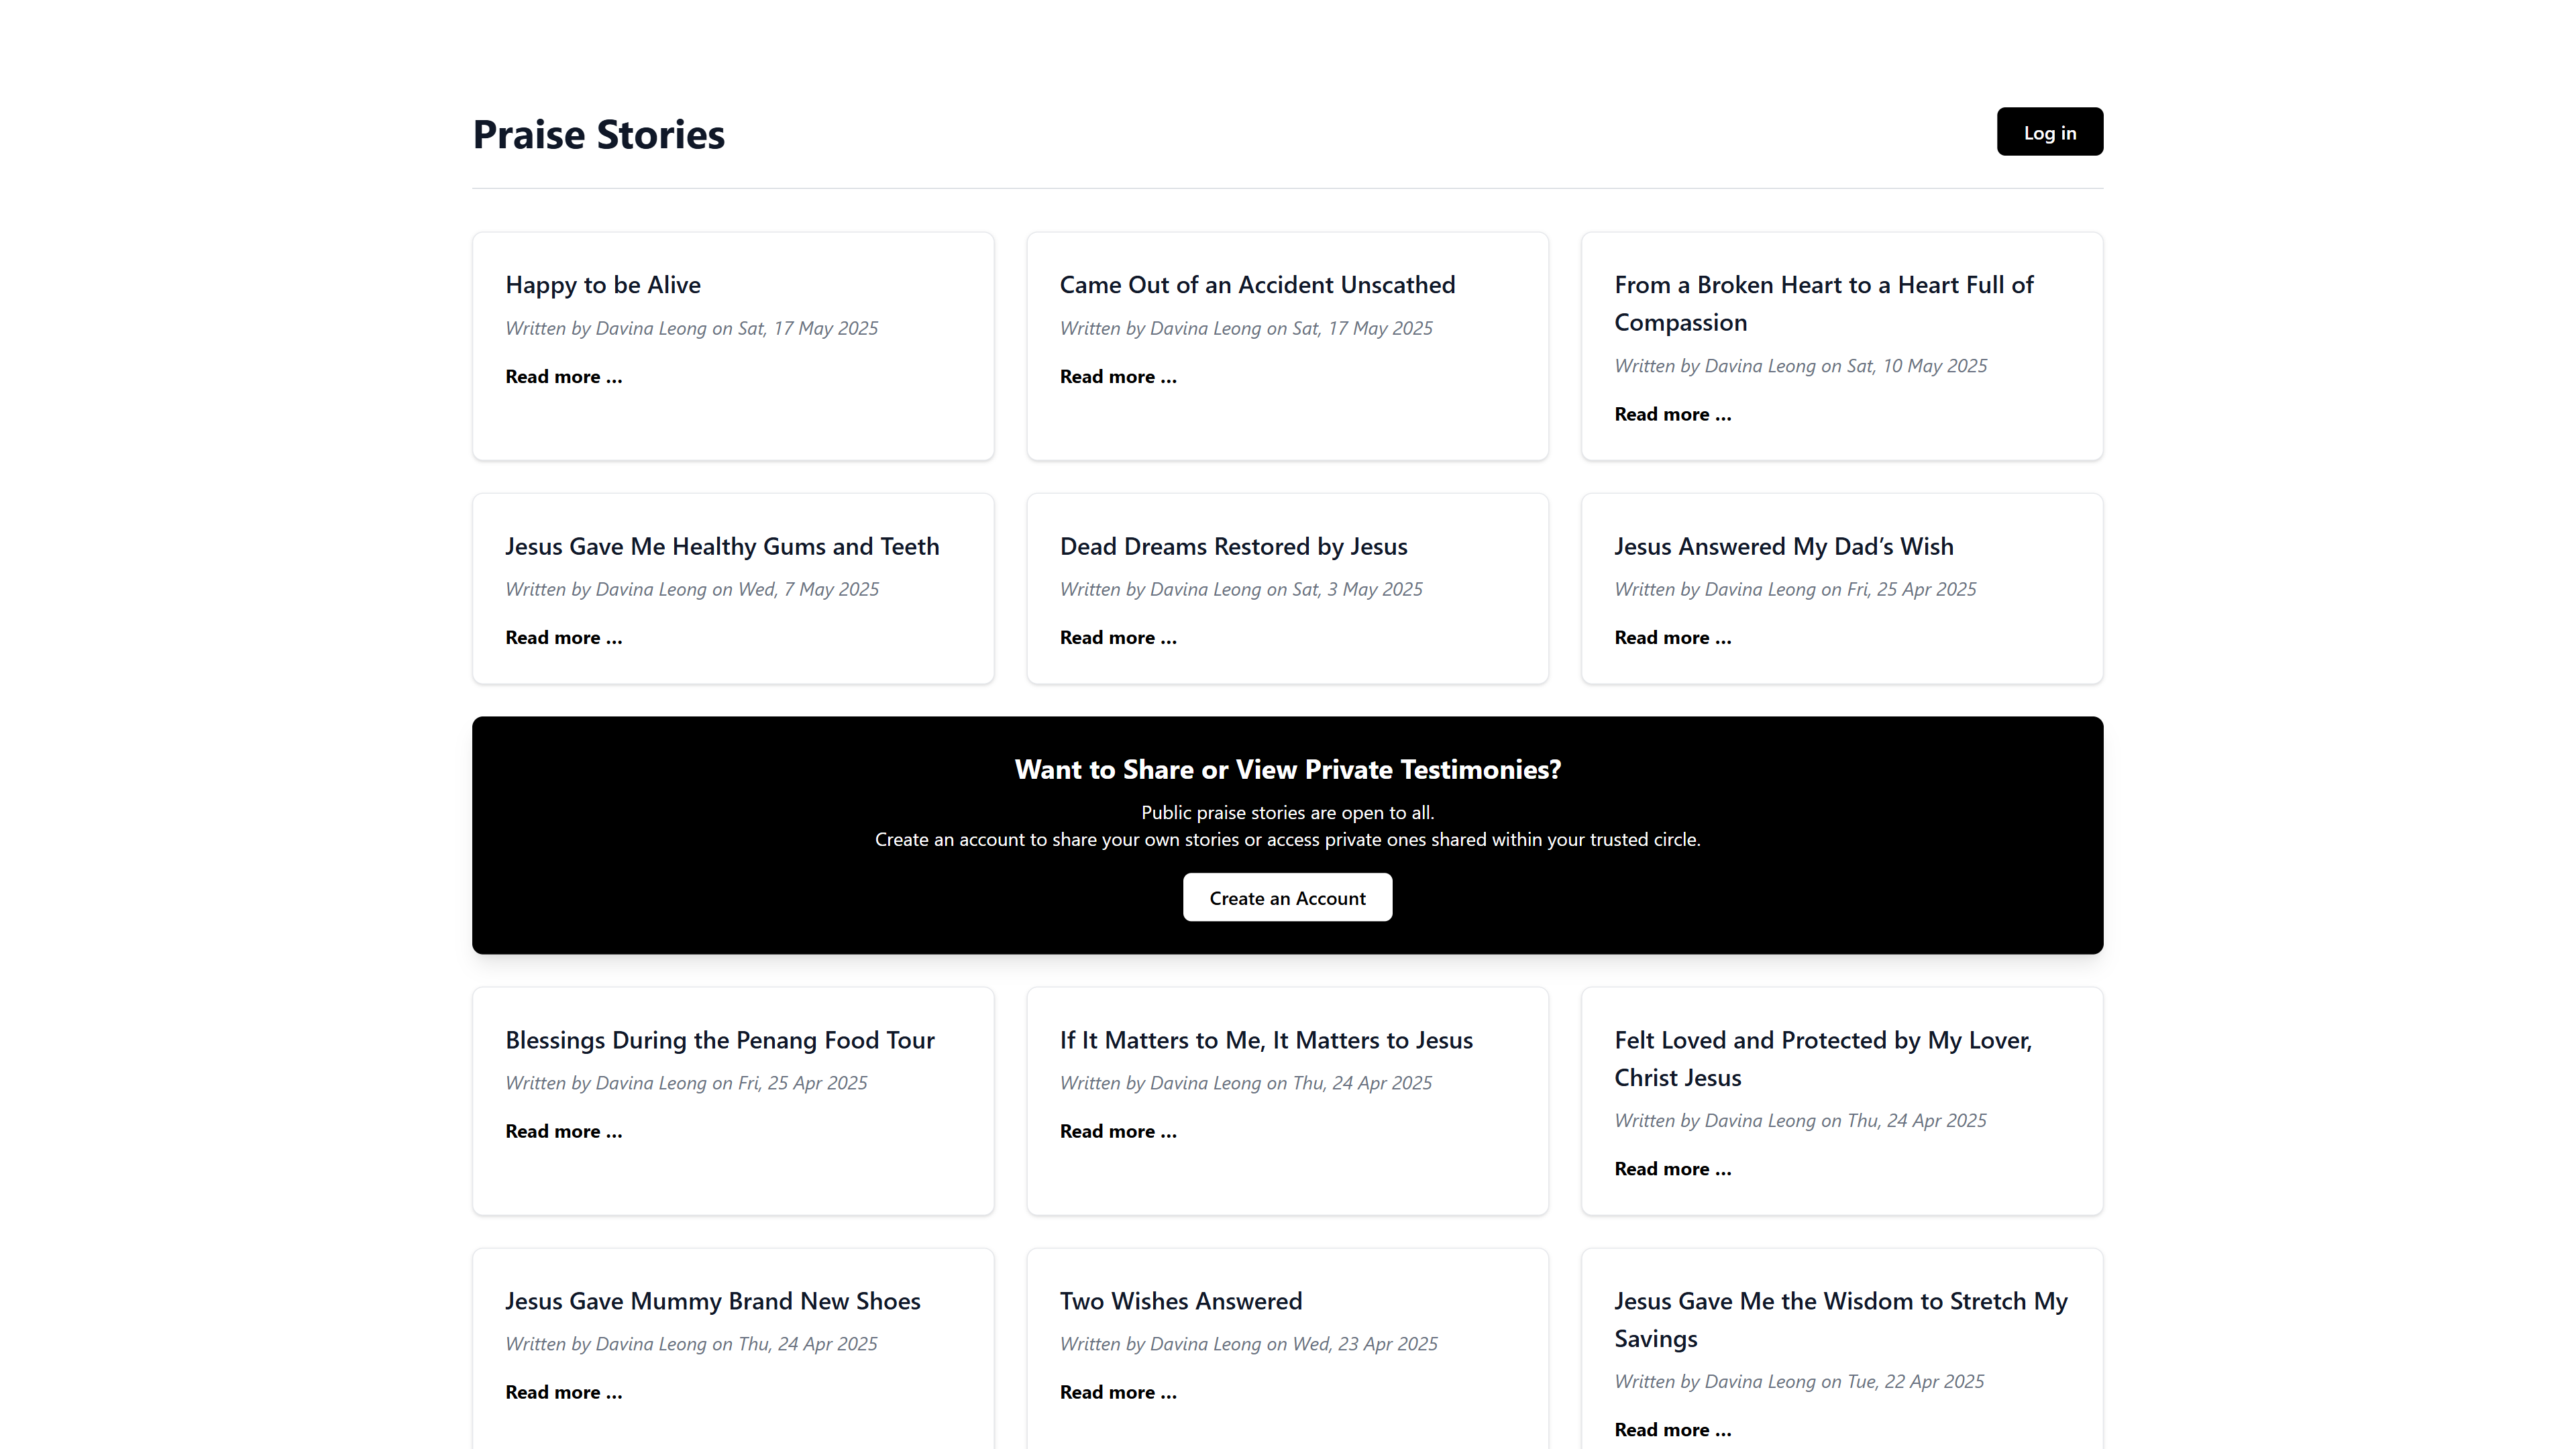 Praise Stories
Log in
Happy to be Alive
Written by Davina Leong on Sat, 17 May 2025
Read more ...
Came Out of an Accident Unscathed
Written by Davina Leong on Sat, 17 May 2025
Read more ...
From a Broken Heart to a Heart Full of
Compassion
Written by Davina Leong on Sat, 10 May 2025
Read more ...
Jesus Gave Me Healthy Gums and Teeth
Written by Davina Leong on Wed, 7 May 2025
Read more ...
Dead Dreams Restored by Jesus
Written by Davina Leong on Sat, 3 May 2025
Read more ...
Jesus Answered My Dad’s Wish
Written by Davina Leong on Fri, 25 Apr 2025
Read more ...
Want to Share or View Private Testimonies?
Public praise stories are open to all.
Create an account to share your own stories or access private ones shared within your trusted circle.
Create an Account
Blessings During the Penang Food Tour
Written by Davina Leong on Fri, 25 Apr 2025
Read more ...
If It Matters to Me, It Matters to Jesus
Written by Davina Leong on Thu, 24 Apr 2025
Read more ...
Felt Loved and Protected by My Lover,
Christ Jesus
Written by Davina Leong on Thu, 24 Apr 2025
Read more ...
Jesus Gave Mummy Brand New Shoes
Written by Davina Leong on Thu, 24 Apr 2025
Read more ...
Two Wishes Answered
Written by Davina Leong on Wed, 23 Apr 2025
Read more ...
Jesus Gave Me the Wisdom to Stretch My
Savings
Written by Davina Leong on Tue, 22 Apr 2025
Read more ...